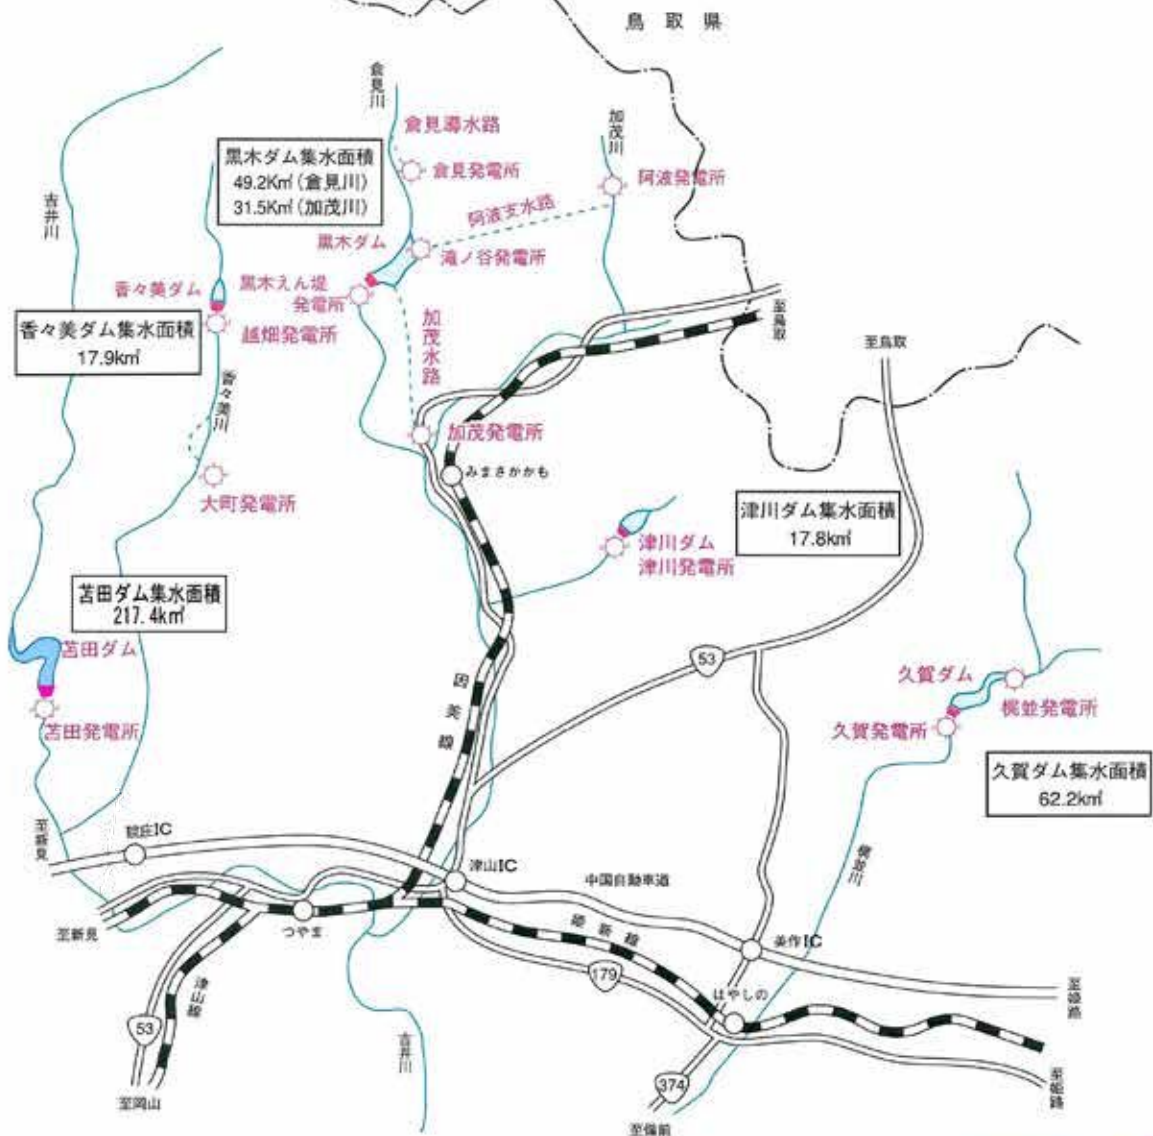 鳥取県
倉見川
加茂川
倉見導水路
黒木ダム集水面積
49.2K㎡(倉見川)
31.5K㎡(加茂川)
倉見発電所
阿波発電所
吉井川
阿波支水路
黒木ダム
滝ノ谷発電所
香々美ダム
黒木えん堤
発電所
越畑発電所
香々美ダム集水面積
17.9k㎡
加茂水路
至鳥取
至鳥取
香々美川
加茂発電所
みまさかかも
大町発電所
津川ダム集水面積
17.8k㎡
津川ダム
津川発電所
苫田ダム集水面積
217.4k㎡
苫田ダム
53
久賀ダム
因美線
梶並発電所
苫田発電所
久賀発電所
久賀ダム集水面積
62.2k㎡
至新見
院庄IC
津山IC
中国自動車道
梶並川
至新見
つやま
姫新線
美作IC
179
はやしの
津山線
至姫路
53
吉井川
374
至姫路
至岡山
至備前